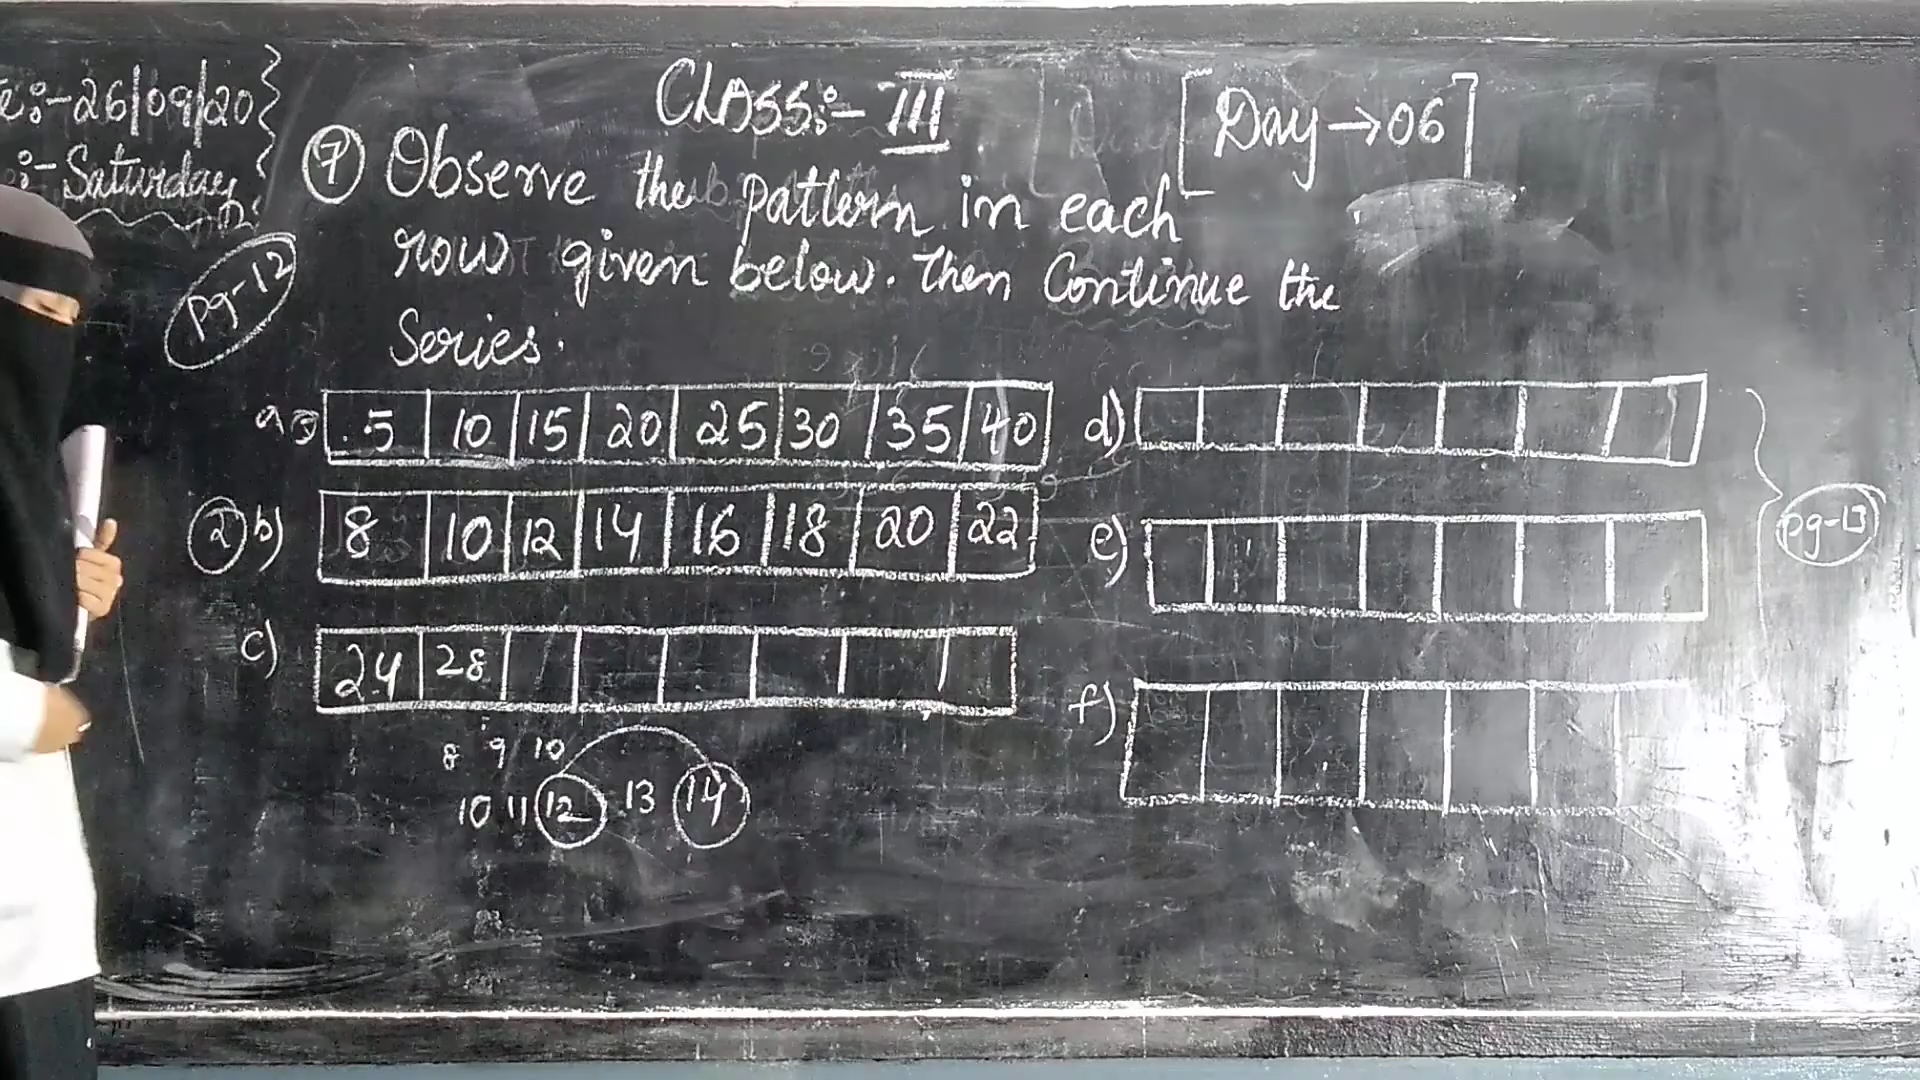 e:-26/09/20
:-Saturday
CLASS:- III
[Day→06]
⑦ Observe the pattern in each
row given below. Then Continue the
Series.
Pg-12
a 5 10 15 20 25 30 35 40
② b) 8 10 12 14 16 18 20 22
c) 24 28
8 9 10
10 11 12 13 14
d)
e)
f)
Pg-13